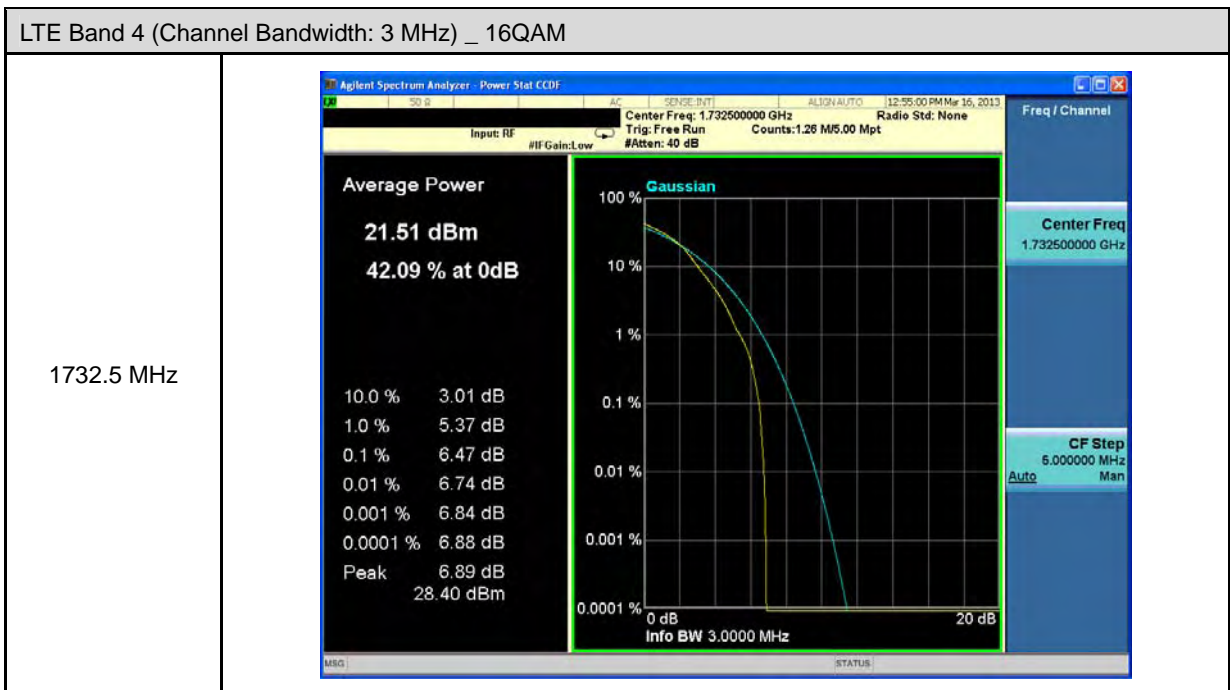 LTE Band 4 (Channel Bandwidth: 3 MHz) _ 16QAM
1732.5 MHz
Agilent Spectrum Analyzer - Power Stat CCDF
50 Ω AC SENSE:INT ALIGN AUTO 12:55:00 PM Mar 16, 2013
Center Freq: 1.732500000 GHz Radio Std: None
Input: RF Trig: Free Run Counts:1.26 M/5.00 Mpt
#IFGain:Low #Atten: 40 dB
Freq / Channel
Average Power
21.51 dBm
42.09 % at 0dB
10.0 % 3.01 dB
1.0 % 5.37 dB
0.1 % 6.47 dB
0.01 % 6.74 dB
0.001 % 6.84 dB
0.0001 % 6.88 dB
Peak 6.89 dB
28.40 dBm
Gaussian
100 %
10 %
1 %
0.1 %
0.01 %
0.001 %
0.0001 %
0 dB 20 dB
Info BW 3.0000 MHz
Center Freq
1.732500000 GHz
CF Step
5.000000 MHz
Auto Man
MSG STATUS